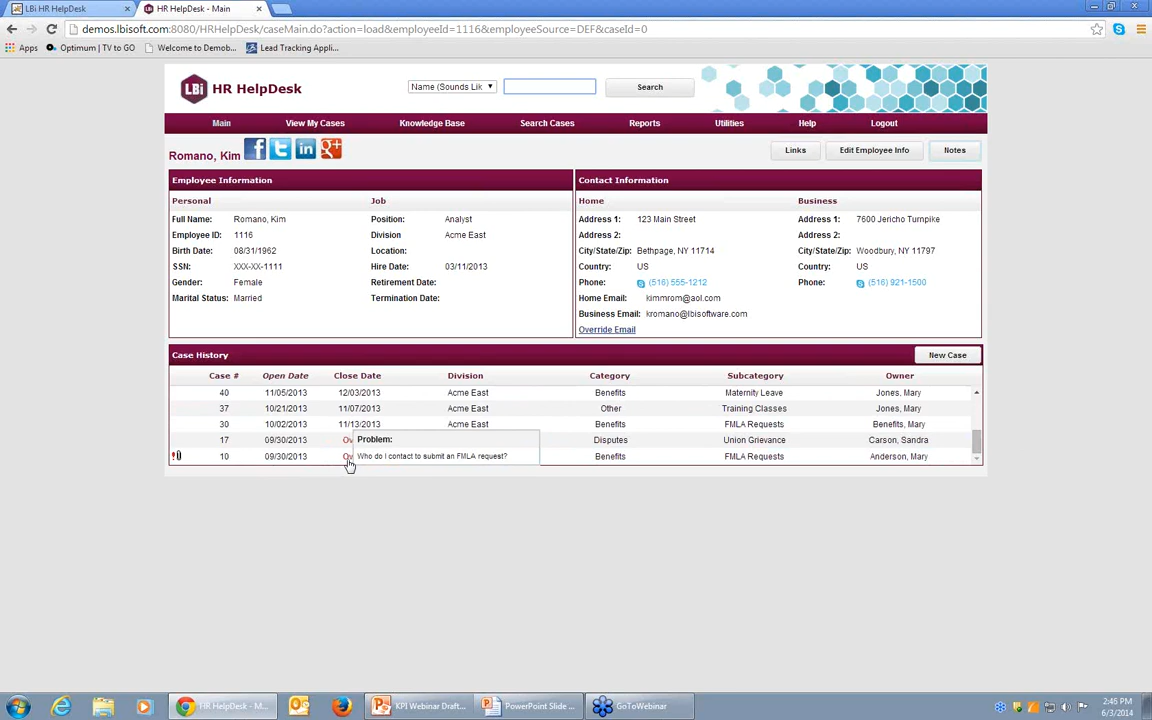 LBi HR HelpDesk
HR HelpDesk - Main
demos.lbisoft.com:8080/HRHelpDesk/caseMain.do?action=load&employeeId=1116&employeeSource=DEF&caseId=0
Apps Optimum | TV to GO Welcome to Demob... Lead Tracking Appli...
LBi HR HelpDesk Name (Sounds Lik Search
Main View My Cases Knowledge Base Search Cases Reports Utilities Help Logout
Romano, Kim Links Edit Employee Info Notes
Employee Information Contact Information
Personal Job Home Business
Full Name: Romano, Kim Position: Analyst Address 1: 123 Main Street Address 1: 7600 Jericho Turnpike
Employee ID: 1116 Division Acme East Address 2: Address 2:
Birth Date: 08/31/1962 Location: City/State/Zip: Bethpage, NY 11714 City/State/Zip: Woodbury, NY 11797
SSN: XXX-XX-1111 Hire Date: 03/11/2013 Country: US Country: US
Gender: Female Retirement Date: Phone: (516) 555-1212 Phone: (516) 921-1500
Marital Status: Married Termination Date: Home Email: kimmrom@aol.com
Business Email: kromano@lbisoftware.com
Override Email
Case History New Case
Case # Open Date Close Date Division Category Subcategory Owner
40 11/05/2013 12/03/2013 Acme East Benefits Maternity Leave Jones, Mary
37 10/21/2013 11/07/2013 Acme East Other Training Classes Jones, Mary
30 10/02/2013 11/13/2013 Acme East Benefits FMLA Requests Benefits, Mary
17 09/30/2013 Ov Problem: Disputes Union Grievance Carson, Sandra
10 09/30/2013 Ov Who do I contact to submit an FMLA request? Benefits FMLA Requests Anderson, Mary
HR HelpDesk - M... KPI Webinar Draft... PowerPoint Slide ... GoToWebinar
2:46 PM
6/3/2014